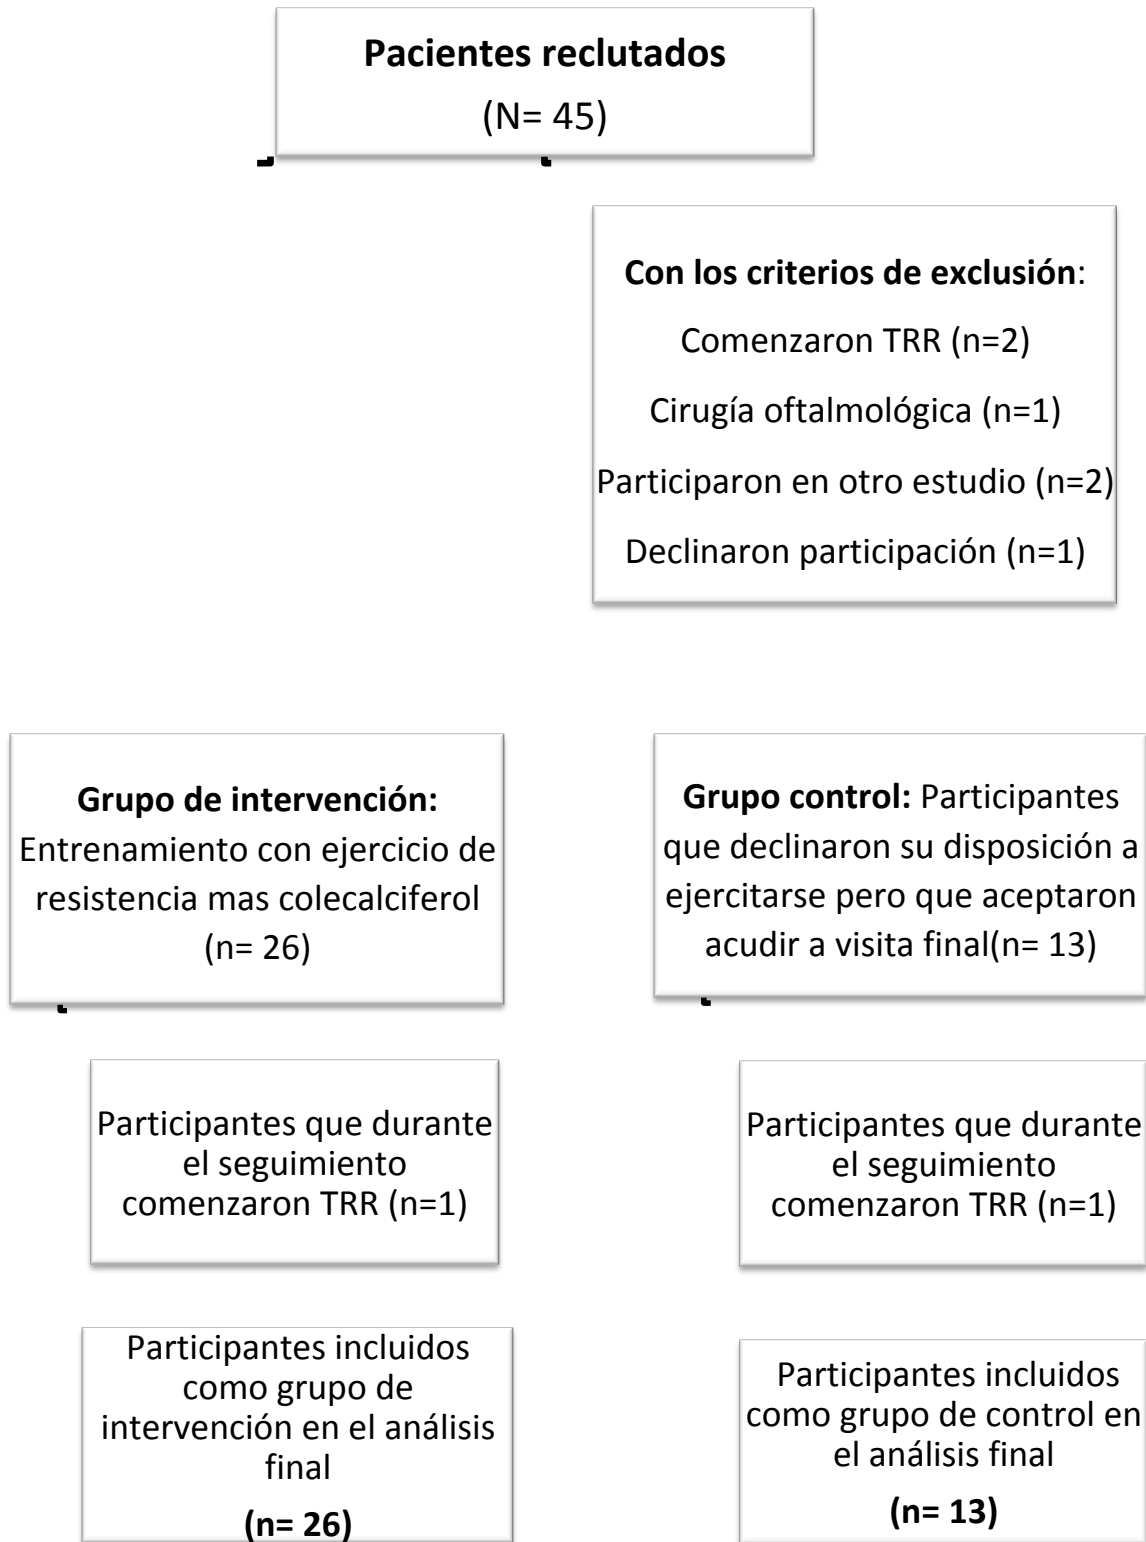 Pacientes reclutados
(N= 45)
Con los criterios de exclusión:
Comenzaron TRR (n=2)
Cirugía oftalmológica (n=1)
Participaron en otro estudio (n=2)
Declinaron participación (n=1)
Grupo de intervención:
Entrenamiento con ejercicio de
resistencia mas colecalciferol
(n= 26)
Grupo control: Participantes
que declinaron su disposición a
ejercitarse pero que aceptaron
acudir a visita final(n= 13)
Participantes que durante
el seguimiento
comenzaron TRR (n=1)
Participantes que durante
el seguimiento
comenzaron TRR (n=1)
Participantes incluidos
como grupo de
intervención en el análisis
final
(n= 26)
Participantes incluidos
como grupo de control en
el análisis final
(n= 13)